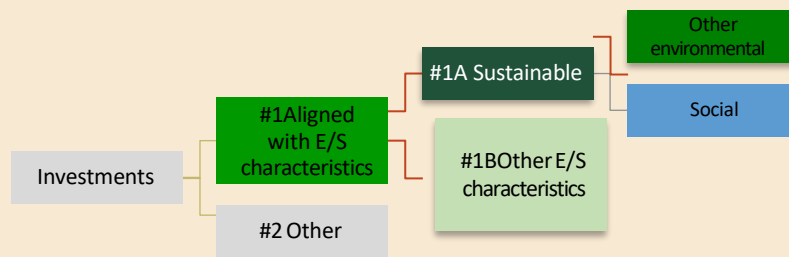 Other
environmental
#1A Sustainable
Social
#1Aligned
with E/S
characteristics
#1BOther E/S
characteristics
Investments
#2 Other